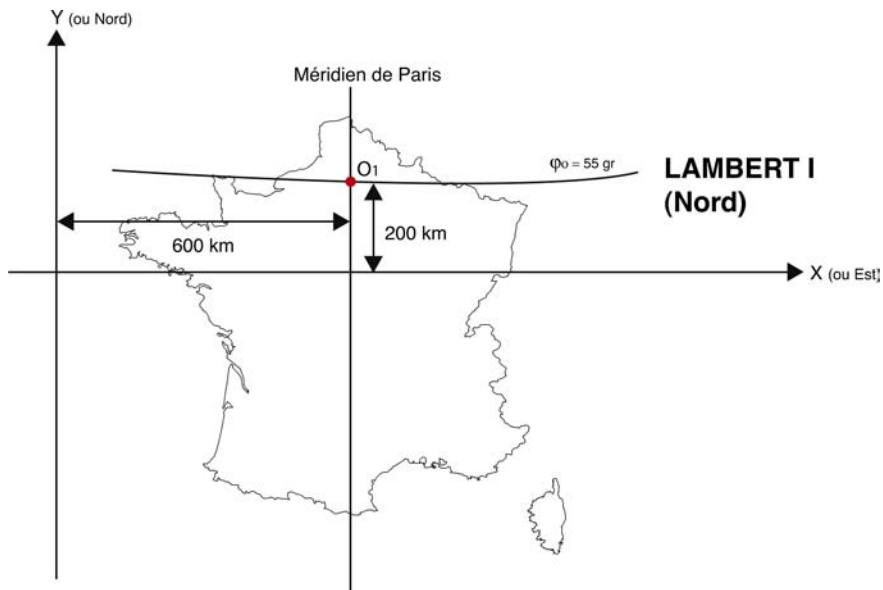 Y (ou Nord)
Méridien de Paris
φ₀ = 55 gr
LAMBERT I
(Nord)
O₁
200 km
600 km
X (ou Est)